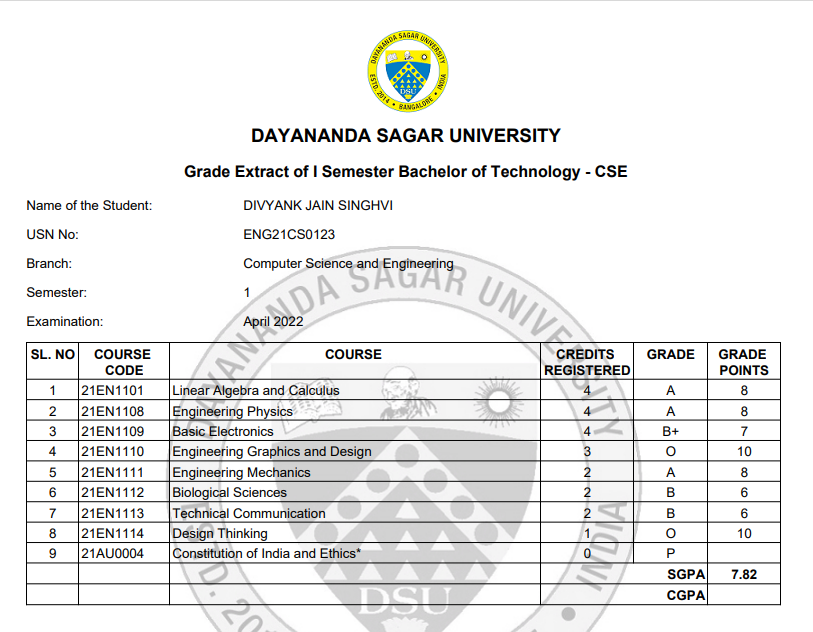 DAYANANDA SAGAR UNIVERSITY
ESTD. 2014 • BANGALORE • INDIA
DSU
DAYANANDA SAGAR UNIVERSITY
Grade Extract of I Semester Bachelor of Technology - CSE
Name of the Student: DIVYANK JAIN SINGHVI
USN No: ENG21CS0123
Branch: Computer Science and Engineering
Semester: 1
Examination: April 2022
SL. NO COURSE CODE COURSE CREDITS REGISTERED GRADE GRADE POINTS
1 21EN1101 Linear Algebra and Calculus 4 A 8
2 21EN1108 Engineering Physics 4 A 8
3 21EN1109 Basic Electronics 4 B+ 7
4 21EN1110 Engineering Graphics and Design 3 O 10
5 21EN1111 Engineering Mechanics 2 A 8
6 21EN1112 Biological Sciences 2 B 6
7 21EN1113 Technical Communication 2 B 6
8 21EN1114 Design Thinking 1 O 10
9 21AU0004 Constitution of India and Ethics* 0 P
SGPA 7.82
CGPA
DAYANANDA SAGAR UNIVERSITY
ESTD. 20
INDIA
DSU